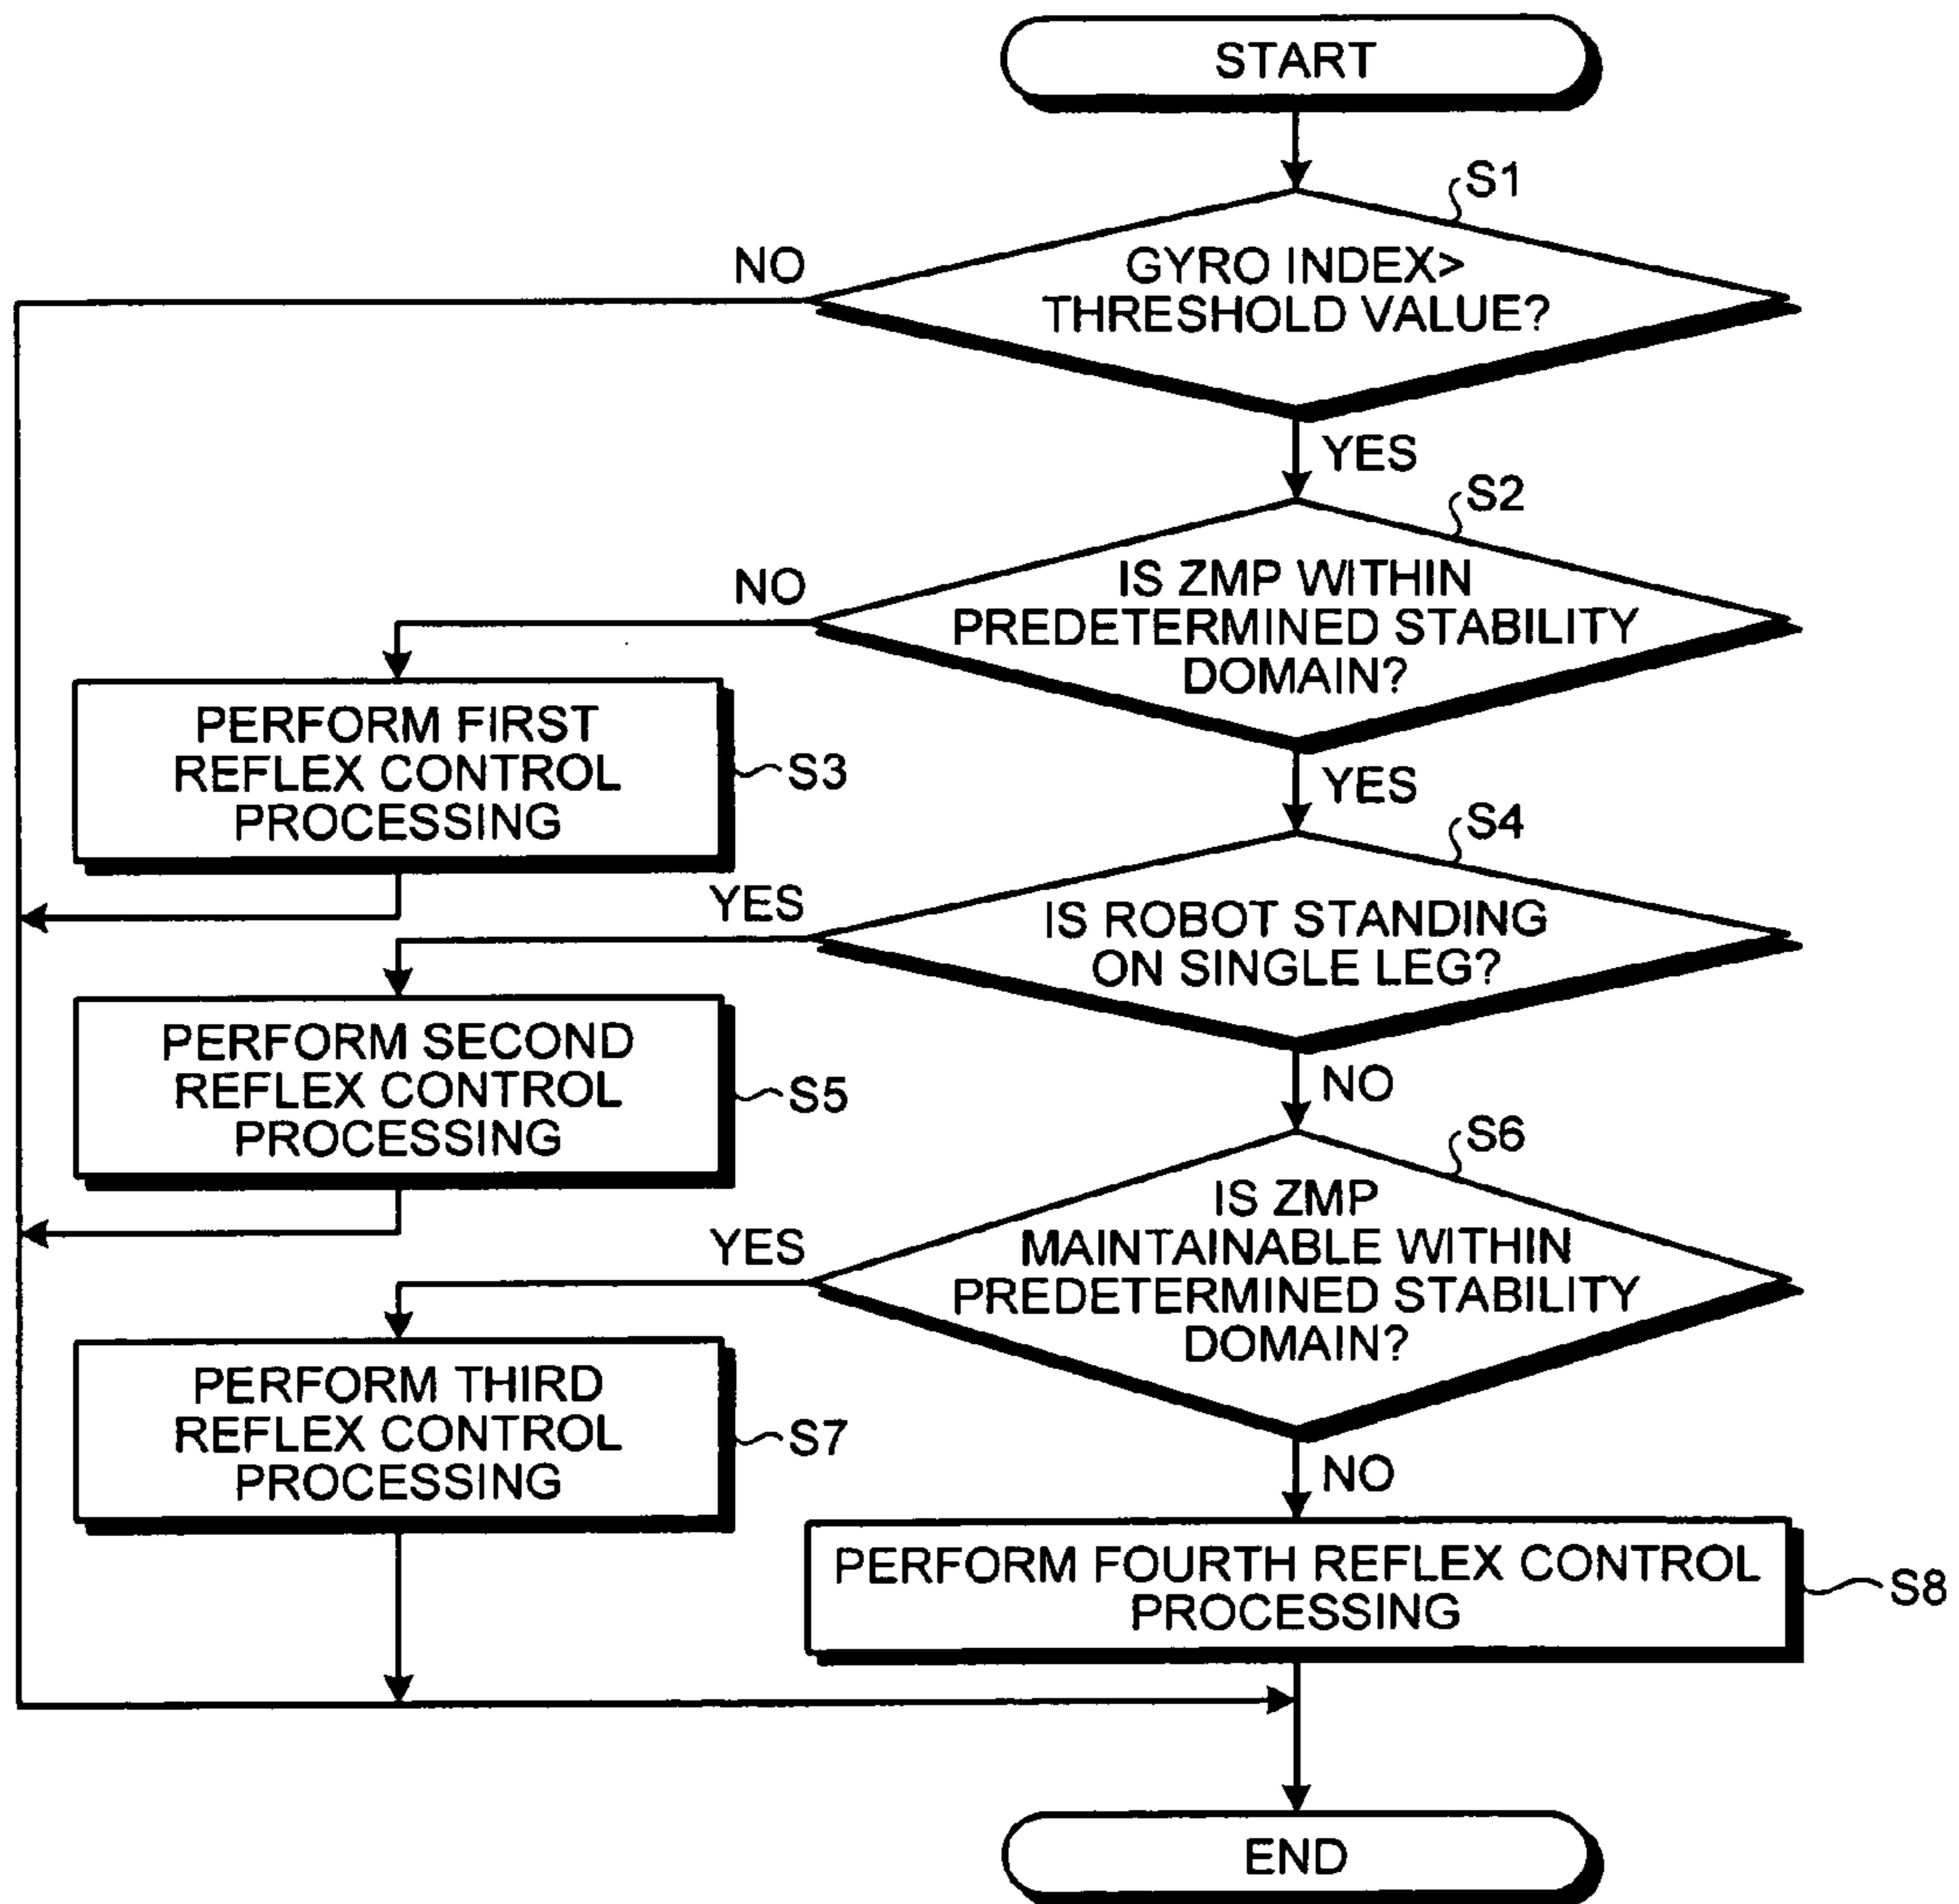 START
S1
NO
GYRO INDEX>
THRESHOLD VALUE?
YES
S2
NO
IS ZMP WITHIN
PREDETERMINED STABILITY
DOMAIN?
PERFORM FIRST
REFLEX CONTROL
PROCESSING
S3
YES
S4
YES
IS ROBOT STANDING
ON SINGLE LEG?
PERFORM SECOND
REFLEX CONTROL
PROCESSING
S5
NO
S6
YES
IS ZMP
MAINTAINABLE WITHIN
PREDETERMINED STABILITY
DOMAIN?
PERFORM THIRD
REFLEX CONTROL
PROCESSING
S7
NO
PERFORM FOURTH REFLEX CONTROL
PROCESSING
S8
END